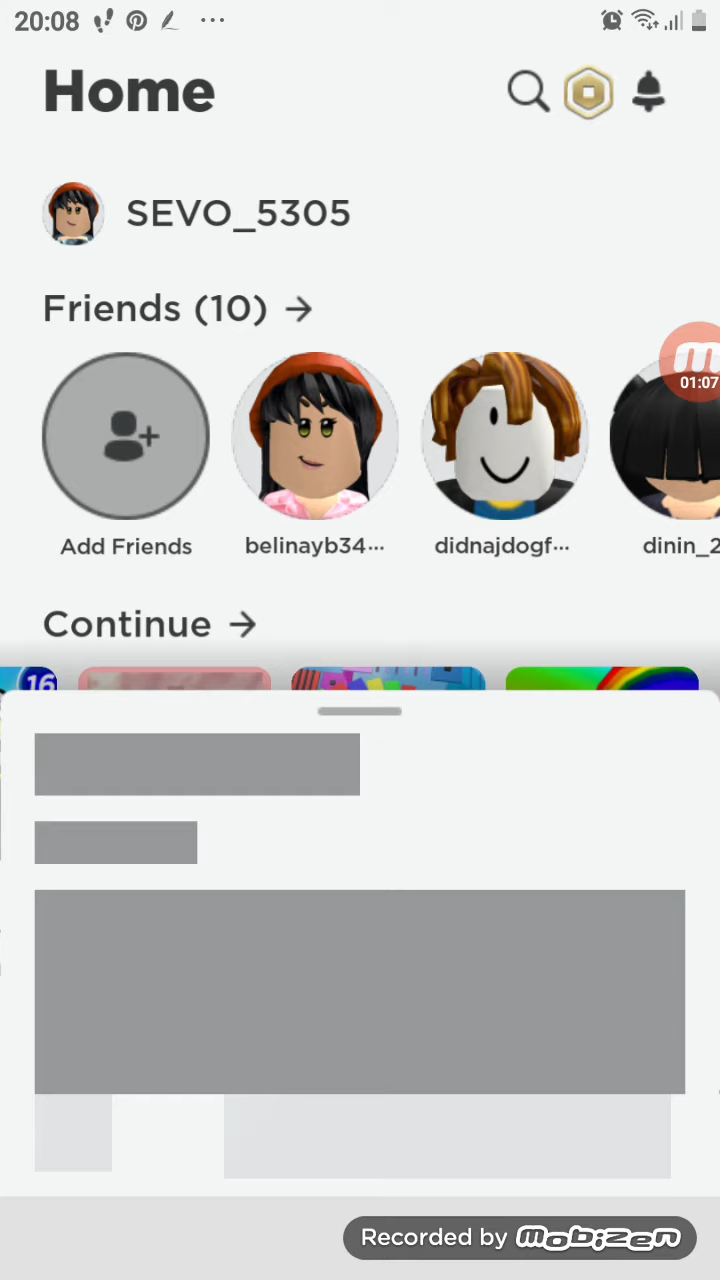 20:08
Home
SEVO_5305
Friends (10)
01:07
Add Friends
belinayb34...
didnajdogf...
dinin_2
Continue
16
Recorded by mobizen